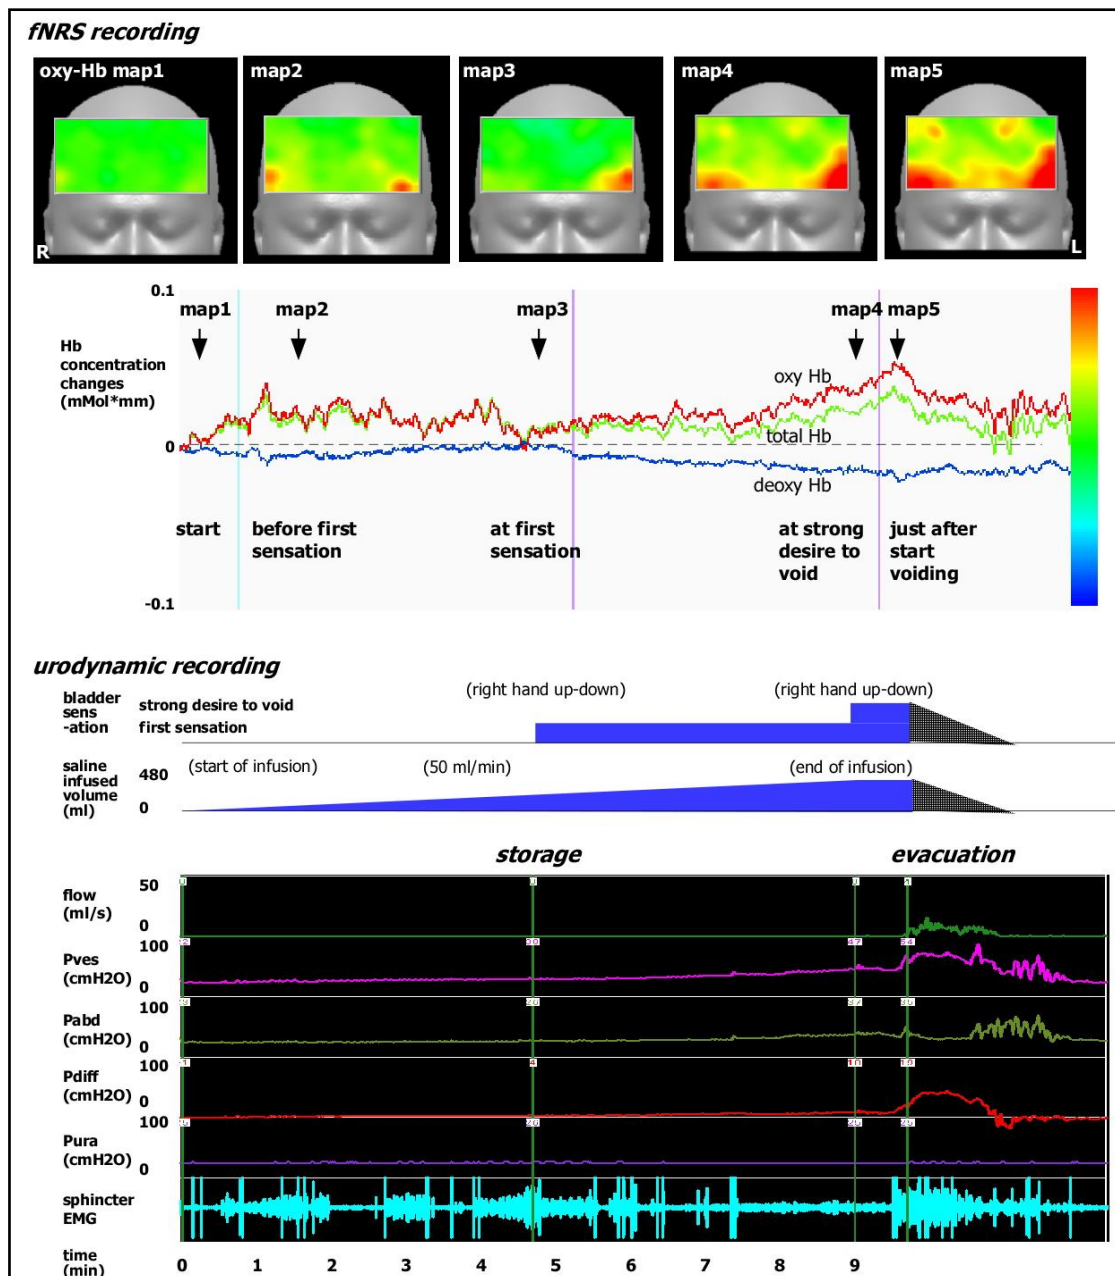 fNRS recording
oxy-Hb map1
map2
map3
map4
map5
R
L
0.1
map1
map2
map3
map4 map5
Hb
concentration
changes
(mMol*mm)
oxy Hb
total Hb
0
deoxy Hb
start
before first
sensation
at first
sensation
at strong
desire to
void
just after
start
voiding
-0.1
urodynamic recording
bladder
sens
-ation
strong desire to void
first sensation
(right hand up-down)
(right hand up-down)
saline
infused
volume
(ml)
480
0
(start of infusion)
(50 ml/min)
(end of infusion)
storage
evacuation
flow
(ml/s)
50
0
Pves
(cmH2O)
100
0
47
Pabd
(cmH2O)
100
0
Pdiff
(cmH2O)
100
0
4
10
19
Pura
(cmH2O)
100
0
sphincter
EMG
time
(min)
0 1 2 3 4 5 6 7 8 9